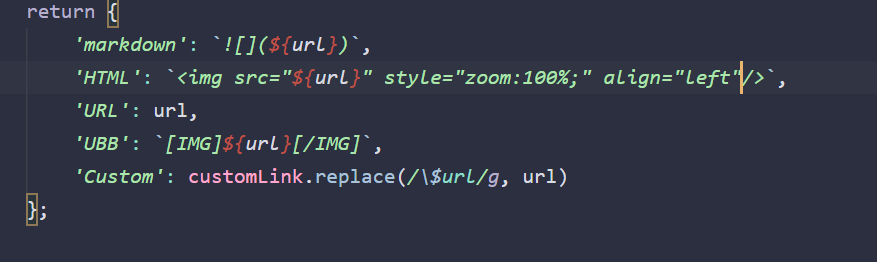 return {
'markdown': `![](${url})`,
'HTML': `<img src="${url}" style="zoom:100%;" align="left"/>`,
'URL': url,
'UBB': `[IMG]${url}[/IMG]`,
'Custom': customLink.replace(/\$url/g, url)
};